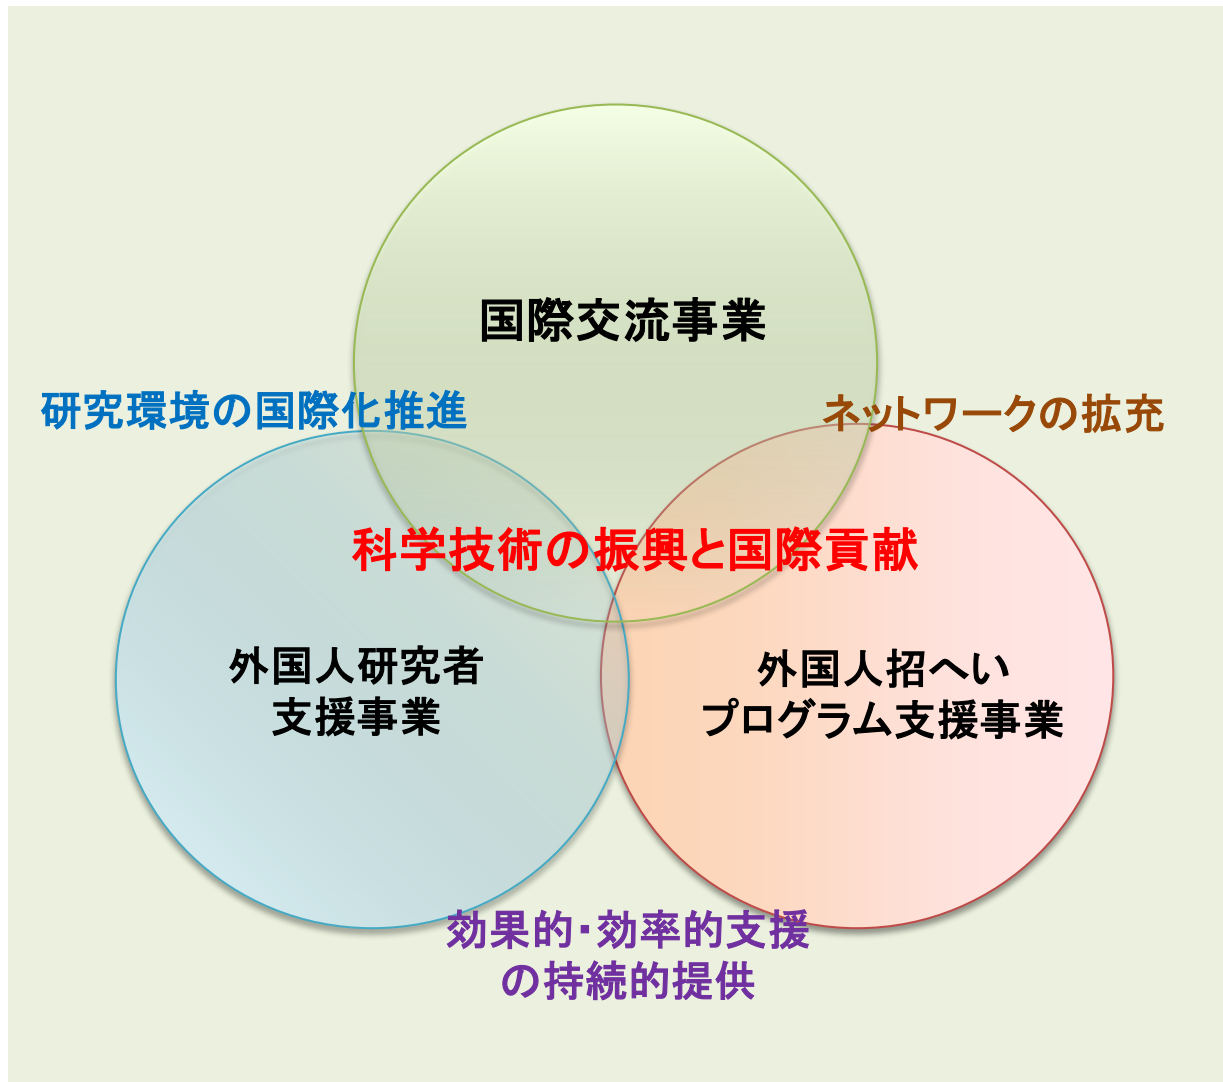 国際交流事業
研究環境の国際化推進
ネットワークの拡充
科学技術の振興と国際貢献
外国人研究者
支援事業
外国人招へい
プログラム支援事業
効果的・効率的支援
の持続的提供